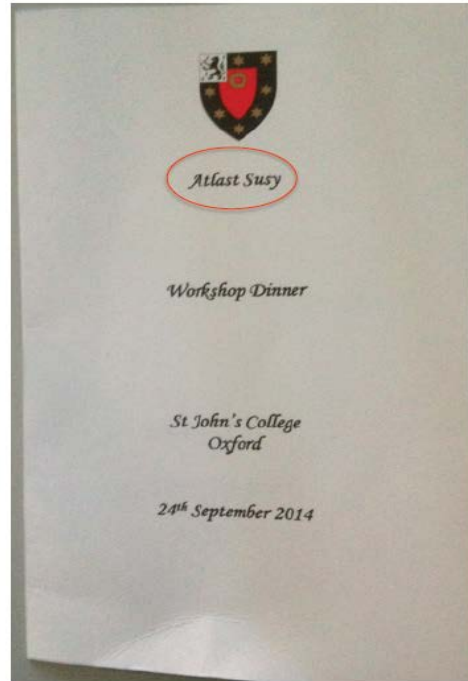 Atlast Susy
Workshop Dinner
St John's College
Oxford
24th September 2014